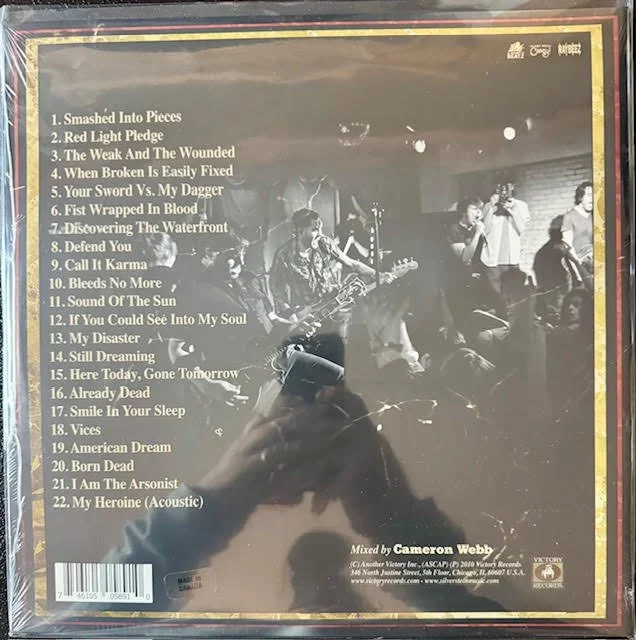 BEATZ
RAYBEEZ
1. Smashed Into Pieces
2. Red Light Pledge
3. The Weak And The Wounded
4. When Broken Is Easily Fixed
5. Your Sword Vs. My Dagger
6. Fist Wrapped In Blood
7. Discovering The Waterfront
8. Defend You
9. Call It Karma
10. Bleeds No More
11. Sound Of The Sun
12. If You Could See Into My Soul
13. My Disaster
14. Still Dreaming
15. Here Today, Gone Tomorrow
16. Already Dead
17. Smile In Your Sleep
18. Vices
19. American Dream
20. Born Dead
21. I Am The Arsonist
22. My Heroine (Acoustic)
Mixed by Cameron Webb
(C) Another Victory Inc., (ASCAP) (P) 2010 Victory Records
346 North Justine Street, 5th Floor, Chicago, IL 60607 U.S.A.
www.victoryrecords.com - www.silversteinmusic.com
VICTORY
RECORDS.
MADE IN
CANADA
7 46105 05891 0